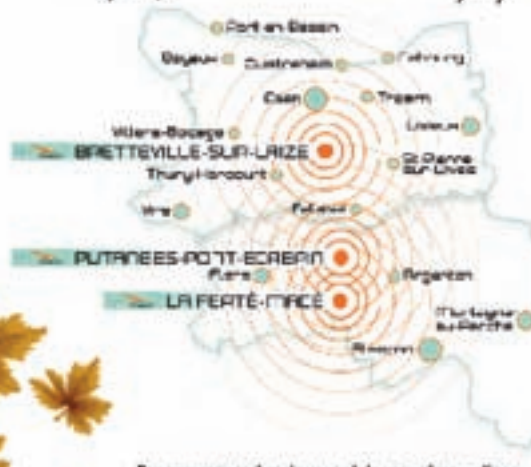 Port en Bessin
Bayeux
Ouistreham
Cabourg
Caen
Troarn
Lisieux
Villers-Bocage
BRETTEVILLE-SUR-LAIZE
St Pierre
sur-Dives
Thury-Harcourt
Vire
Falaise
PUTANGES-PONT-ECREPIN
Flers
Argentan
LA FERTÉ-MACÉ
Mortagne
au-Perche
Alencon